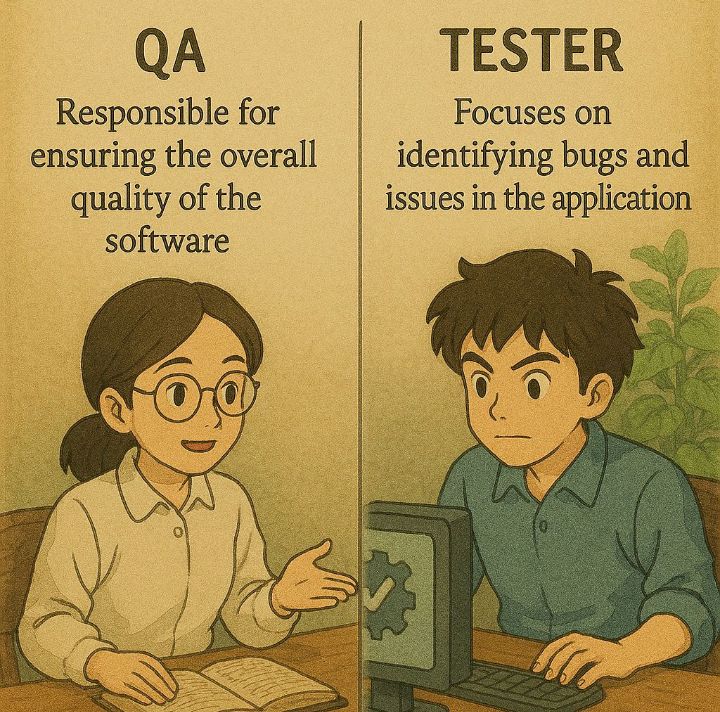 QA
Responsible for
ensuring the overall
quality of the
software
TESTER
Focuses on
identifying bugs and
issues in the application